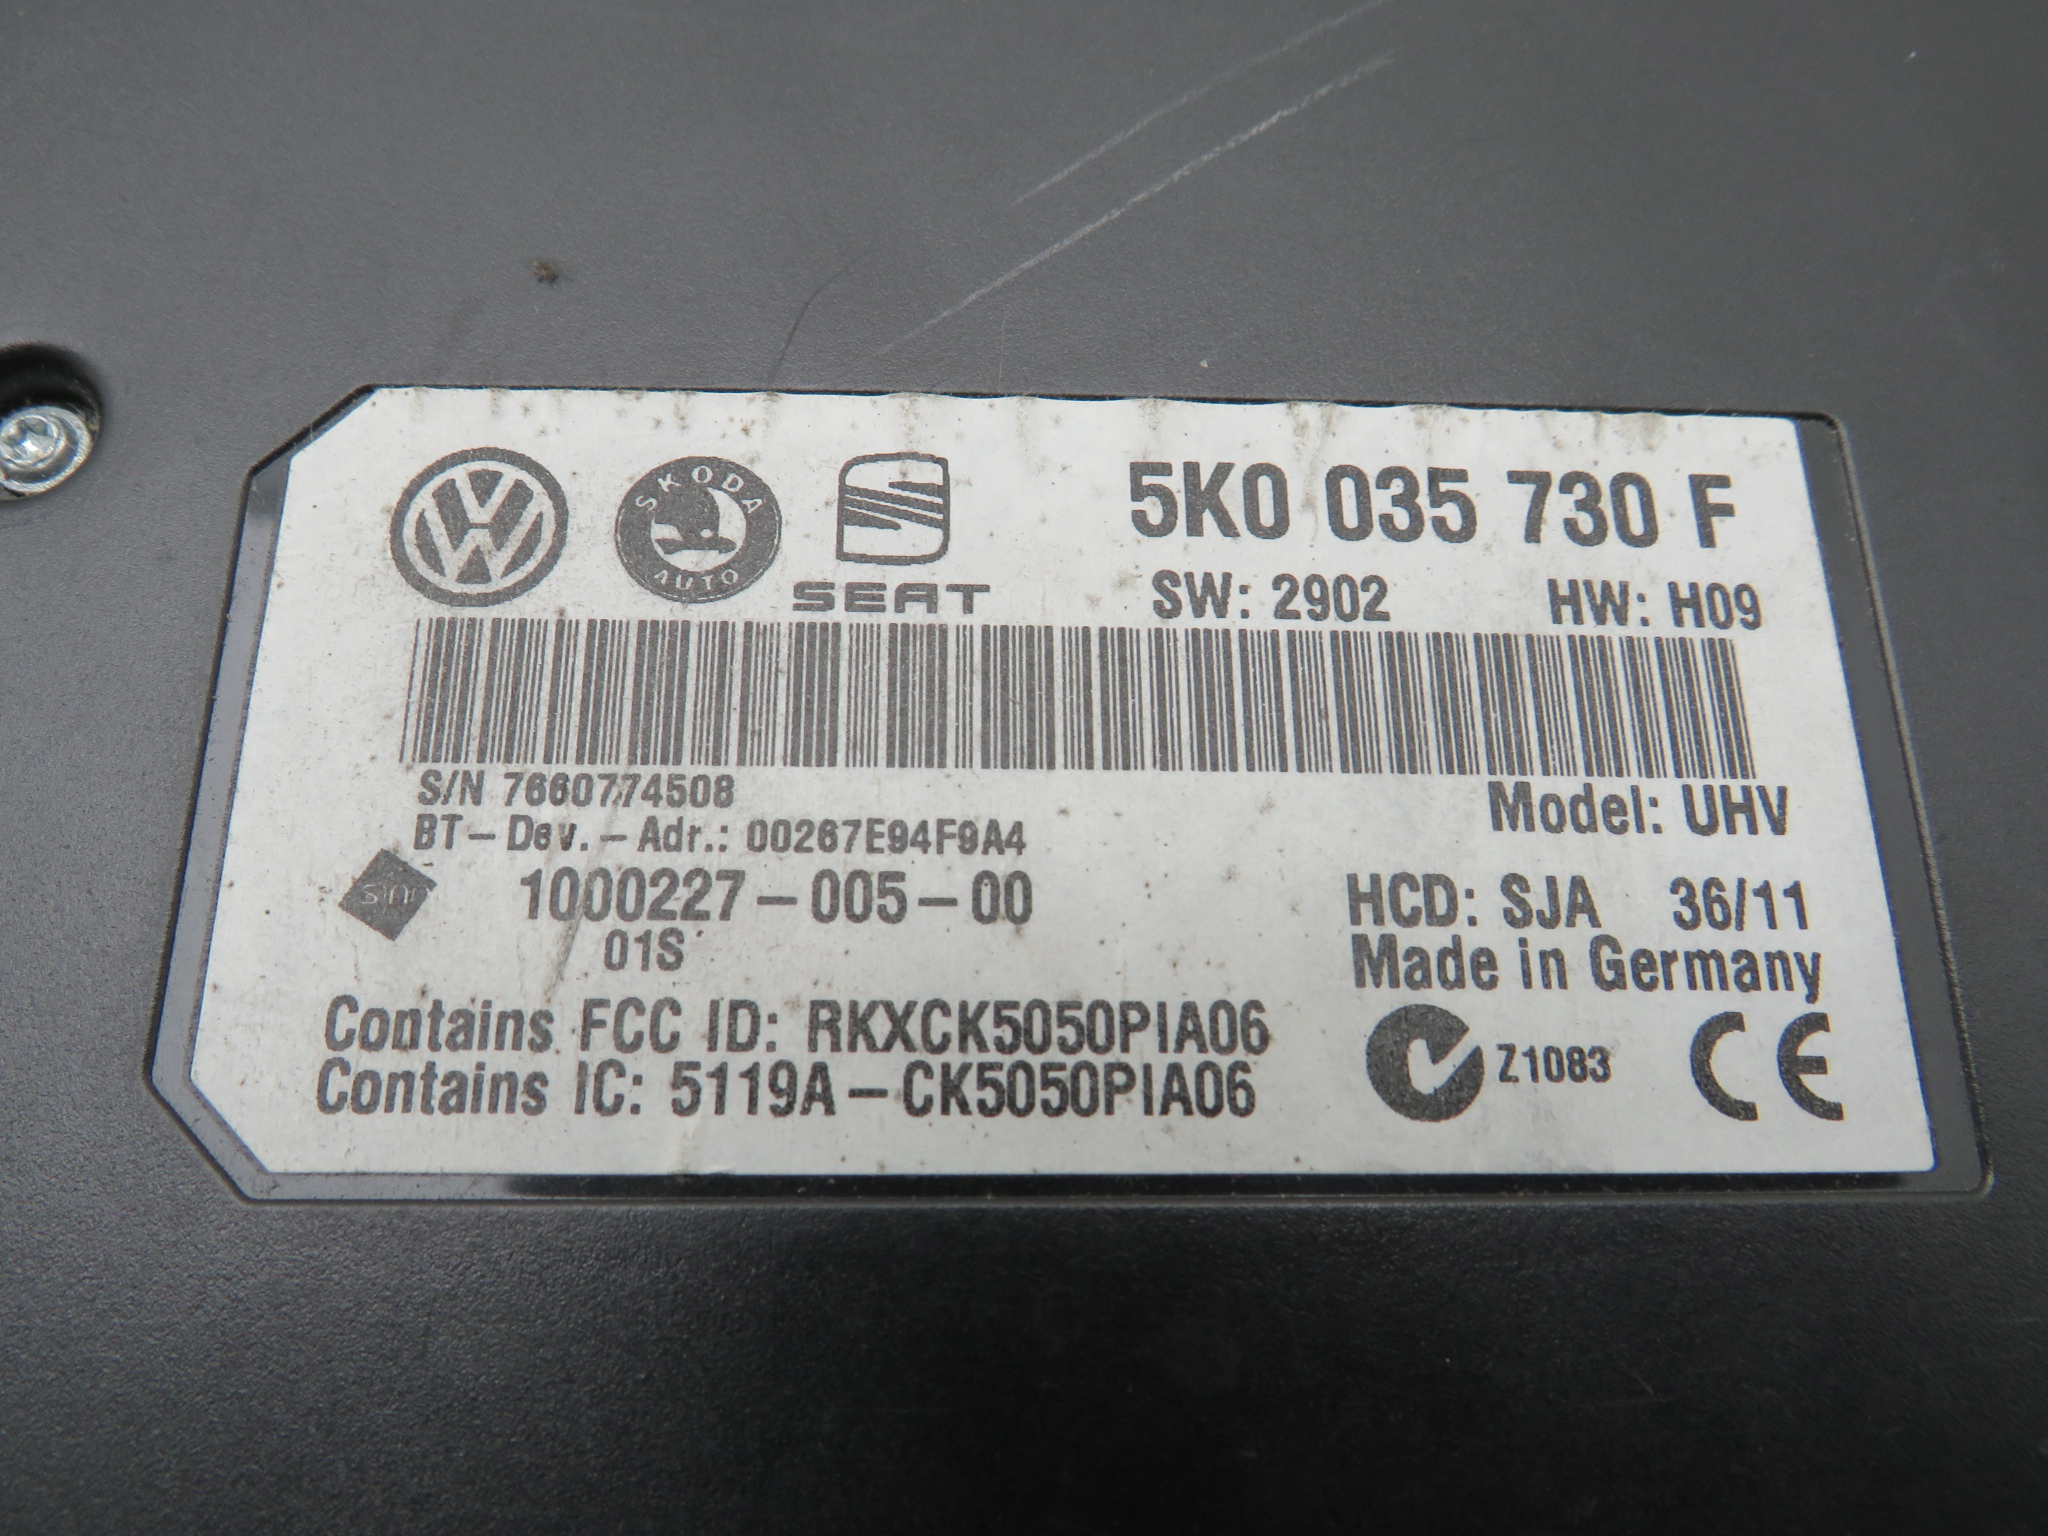 ŠKODA
AUTO
SEAT
5K0 035 730 F
SW: 2902 HW: H09
S/N 7660774508
Model: UHV
BT-Dev.-Adr.: 00267E94F9A4
1000227-005-00
01S
HCD: SJA 36/11
Made in Germany
Contains FCC ID: RKXCK5050PIA06
Contains IC: 5119A-CK5050PIA06
Z1083
CE